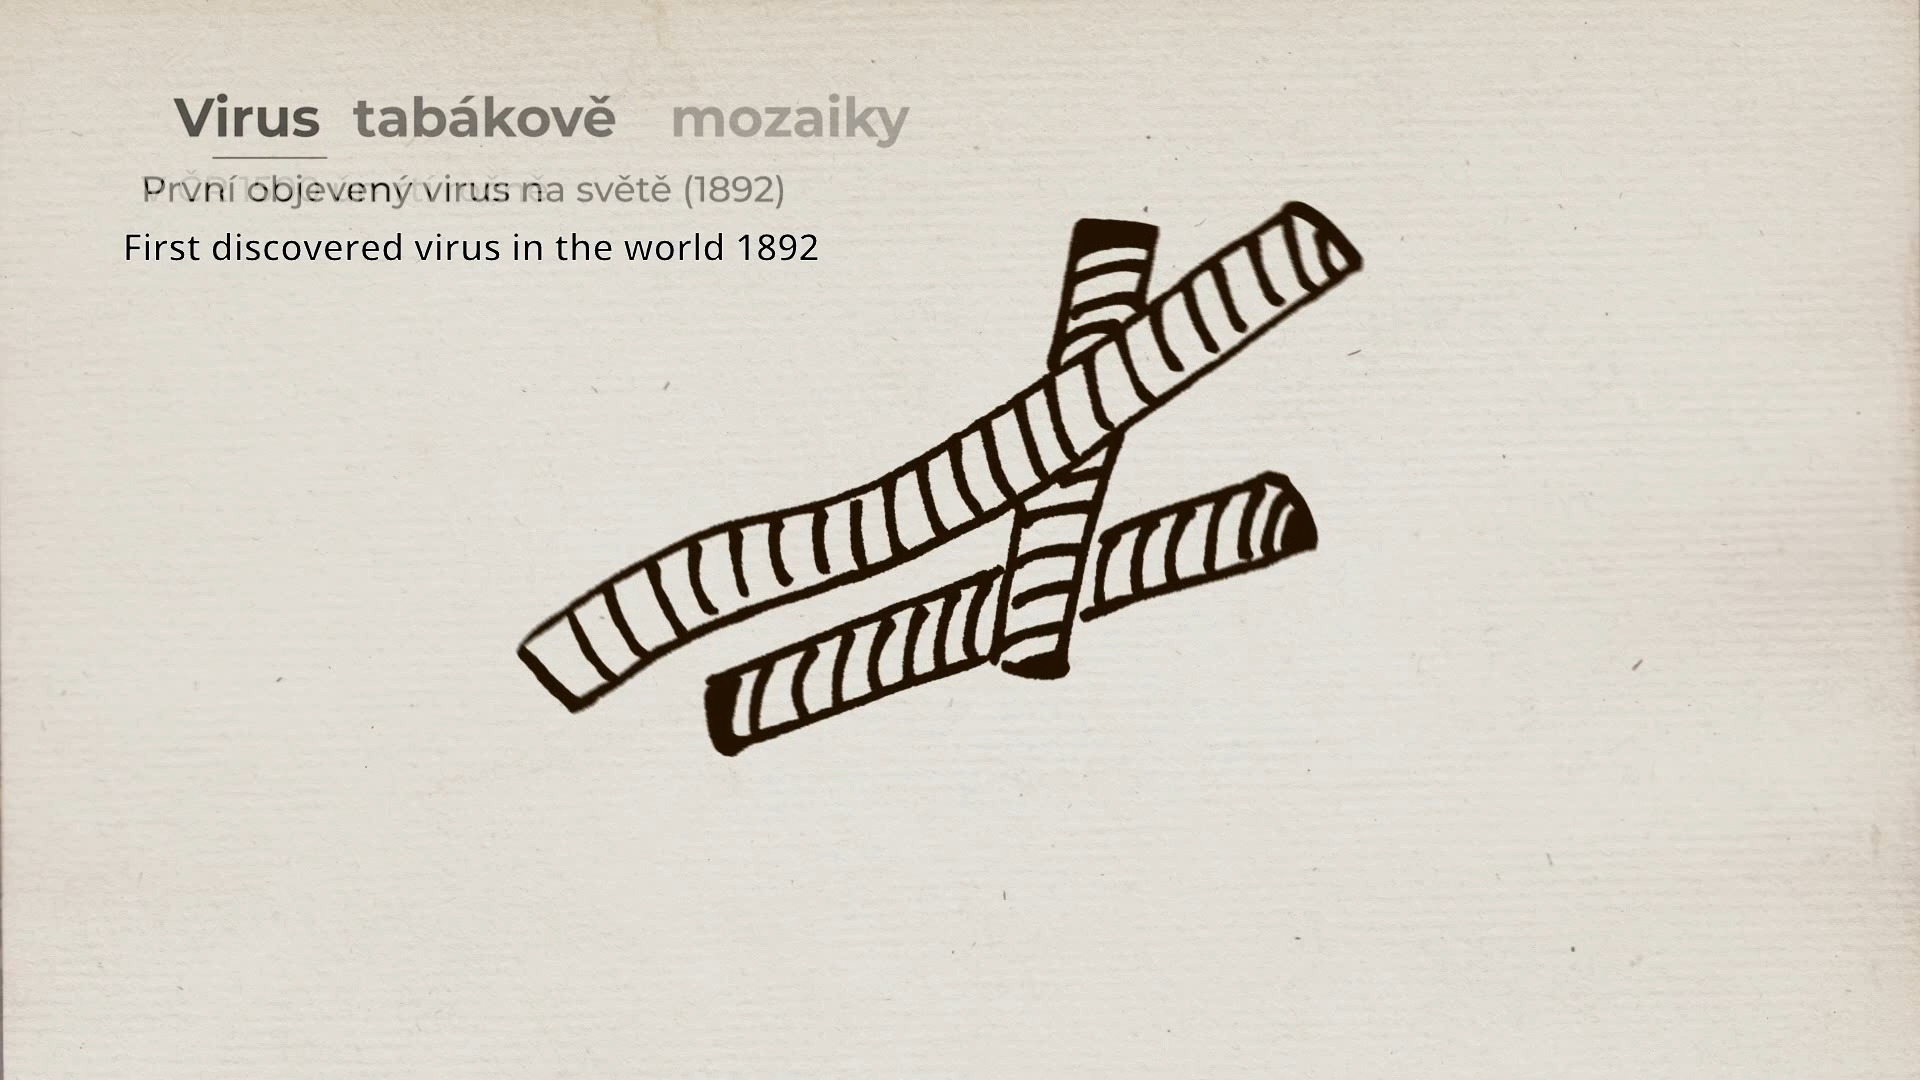 Virus tabákově mozaiky
První objevený virus na světě (1892)
First discovered virus in the world 1892